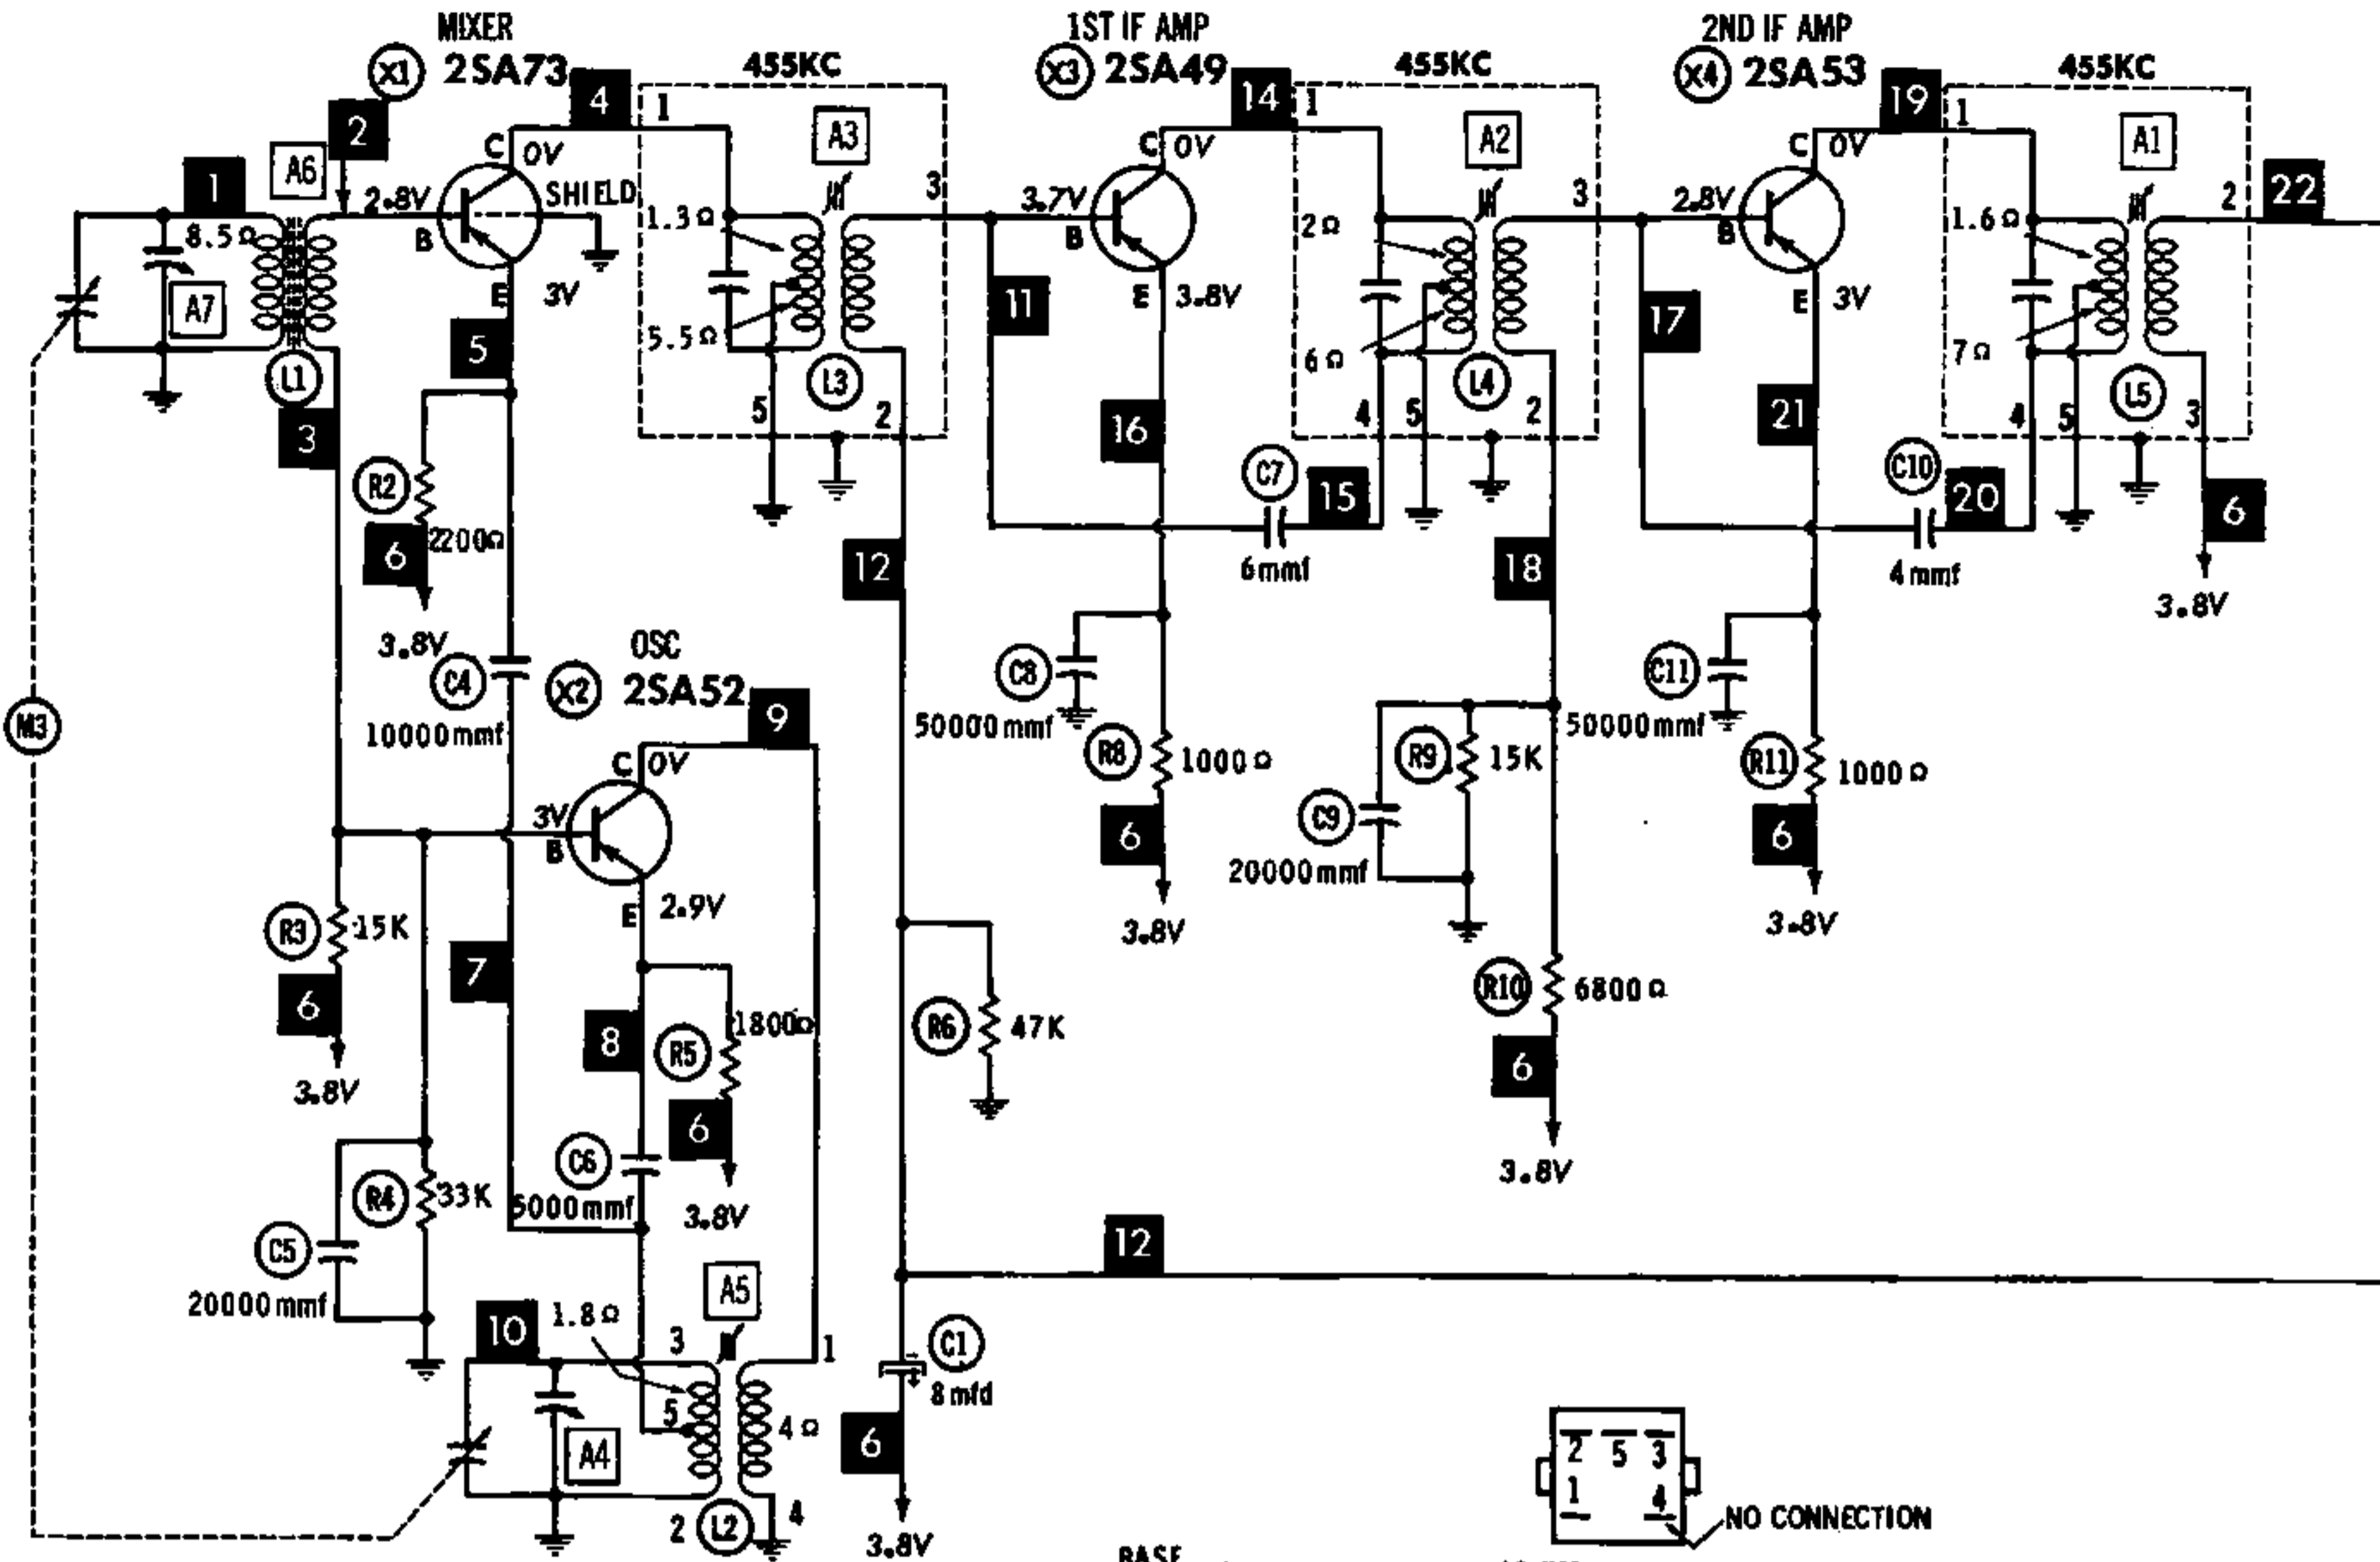 MIXER
X1 2SA73
1ST IF AMP
X3 2SA49
2ND IF AMP
X4 2SA53
455KC
455KC
455KC
1
A6
2
2.8V
B
C 0V
SHIELD
E 3V
4
1
A3
1.3Ω
5.5Ω
3
L3
5
2
8.5Ω
A7
L1
3
5
R2
2200Ω
6
3.8V
C4
10000mmf
3.7V
B
C 0V
E 3.8V
11
14
1
A2
2Ω
6Ω
3
L4
4
5
2
16
C7
15
6mmf
12
18
2.8V
B
C 0V
E 3V
17
19
1
A1
1.6Ω
7Ω
2
22
L5
4
5
3
21
C10
20
4mmf
6
3.8V
OSC
X2 2SA52
9
C 0V
3V
B
E 2.9V
M3
R3
15K
6
3.8V
7
8
R5
1800Ω
6
3.8V
C6
5000mmf
R4
33K
C5
20000mmf
C8
50000mmf
R8
1000Ω
6
3.8V
R9
15K
C9
20000mmf
R10
6800Ω
6
3.8V
C11
50000mmf
R11
1000Ω
6
3.8V
R6
47K
12
10
1.8Ω
A5
3
1
5
4Ω
A4
2
L2
4
C1
8mfd
6
3.8V
2 5 3
1 4
NO CONNECTION
BASE